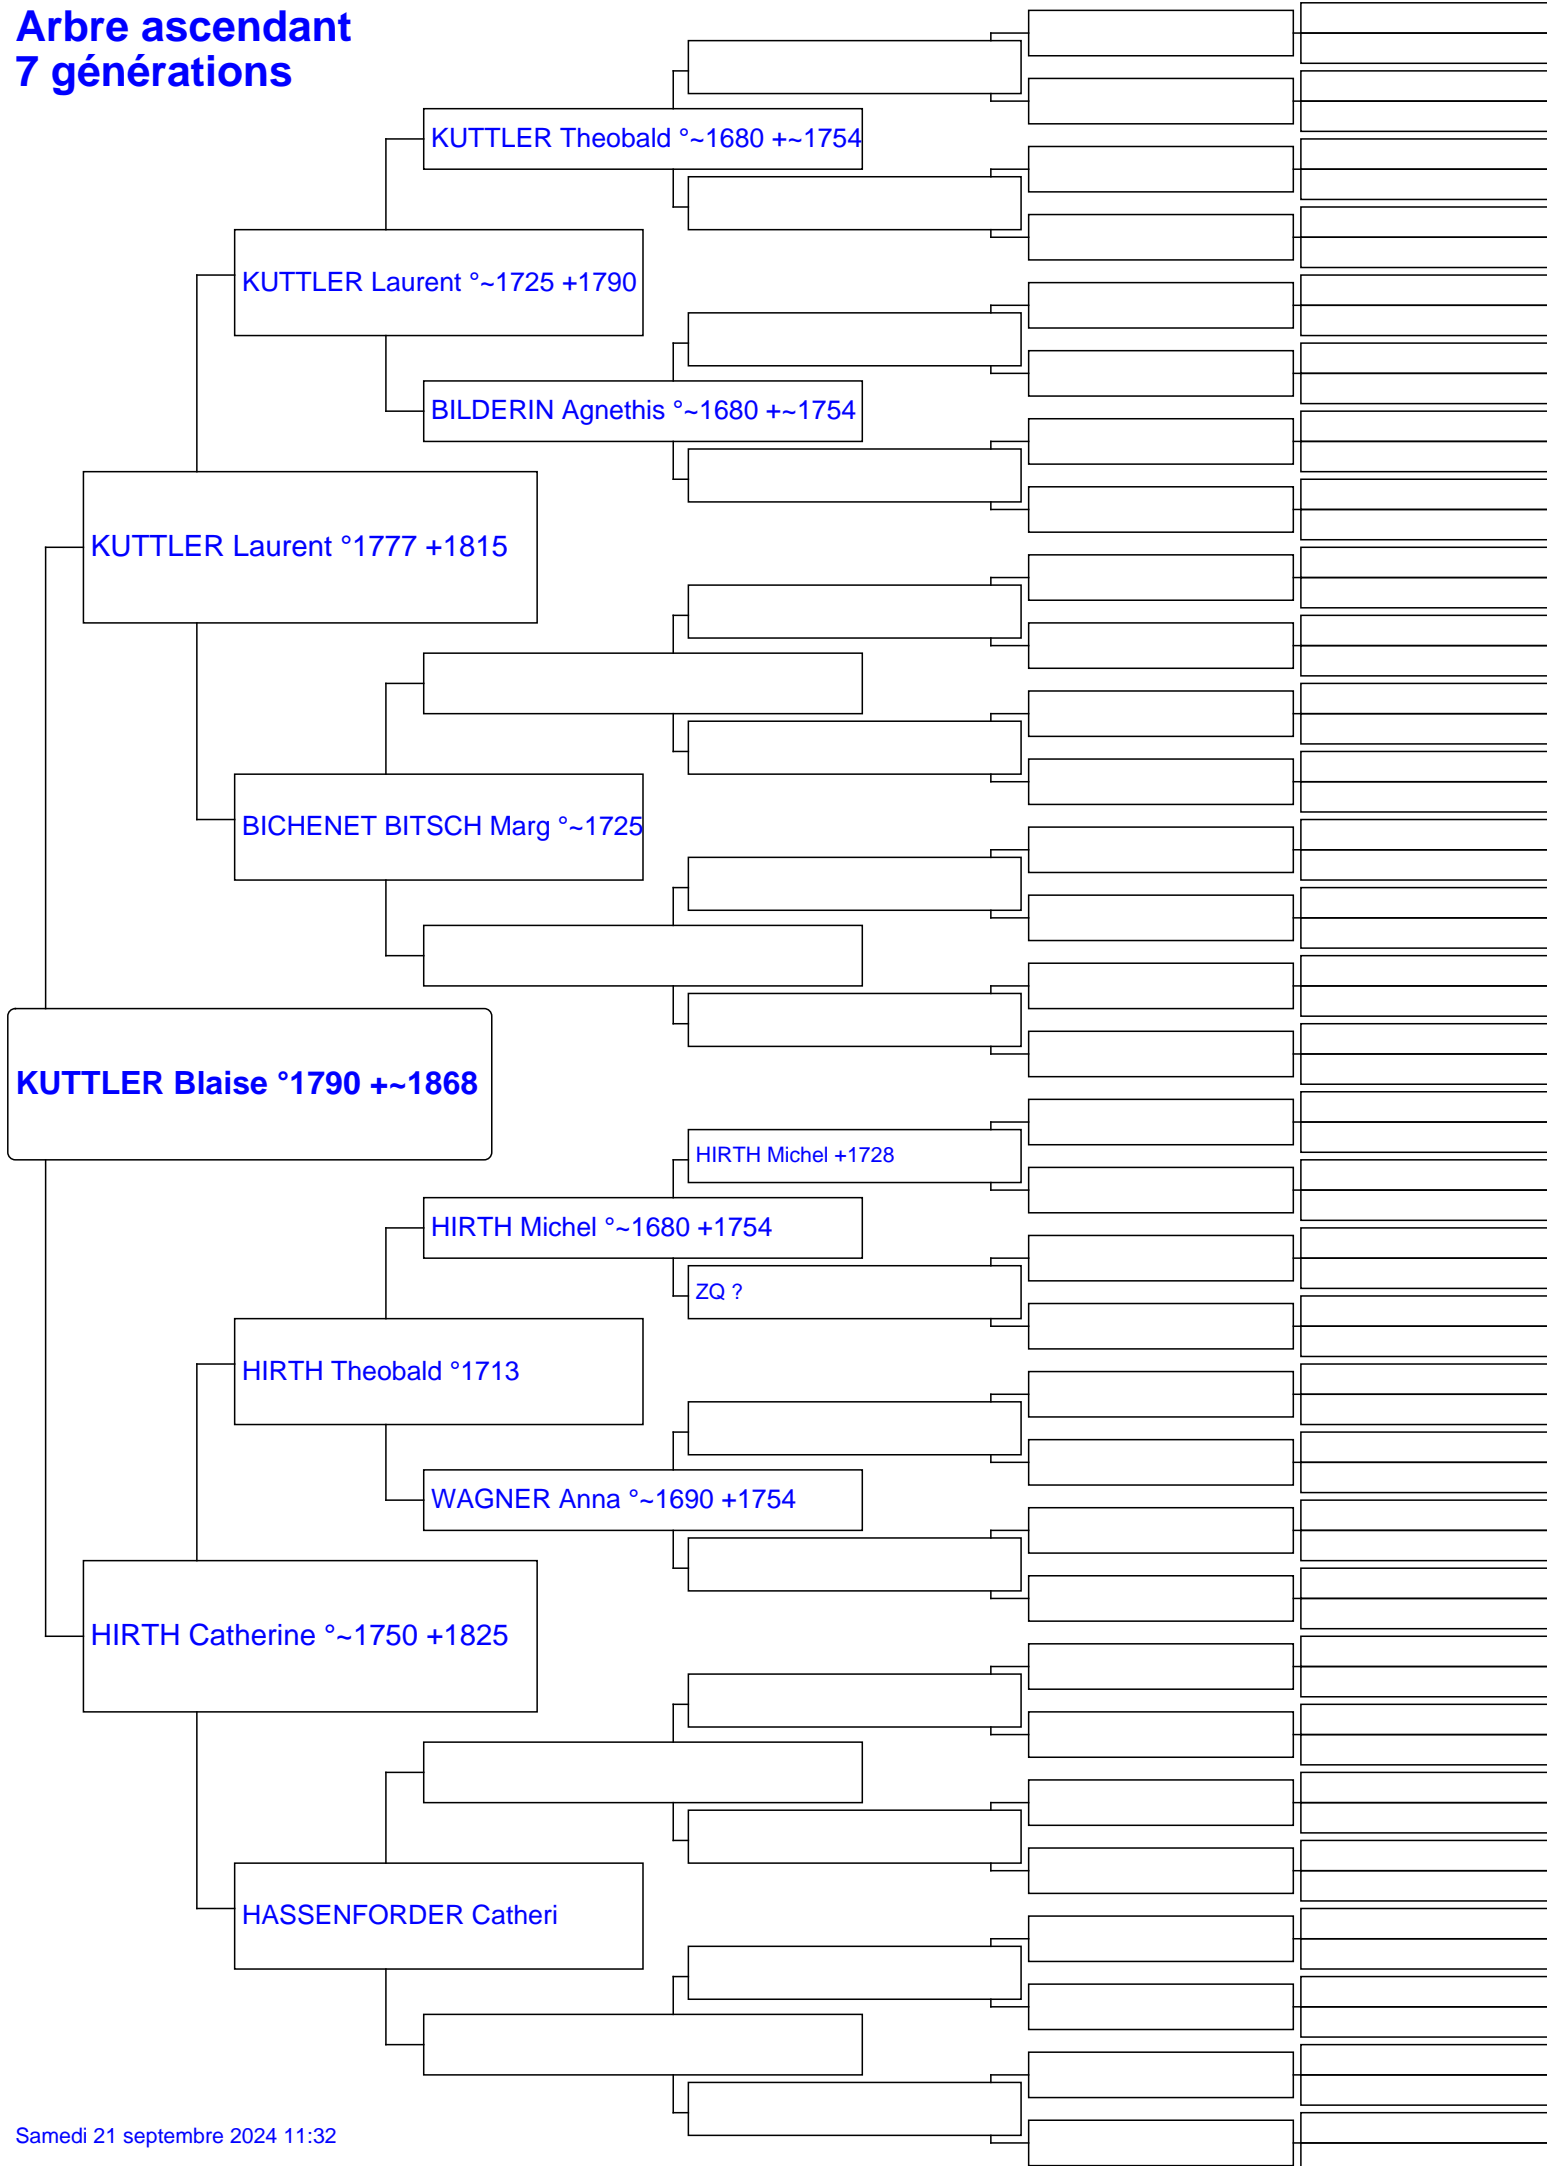 Arbre ascendant
7 générations
KUTTLER Theobald °~1680 +~1754
KUTTLER Laurent °~1725 +1790
BILDERIN Agnethis °~1680 +~1754
KUTTLER Laurent °1777 +1815
BICHENET BITSCH Marg °~1725
KUTTLER Blaise °1790 +~1868
HIRTH Michel +1728
HIRTH Michel °~1680 +1754
ZQ ?
HIRTH Theobald °1713
WAGNER Anna °~1690 +1754
HIRTH Catherine °~1750 +1825
HASSENFORDER Catheri
Samedi 21 septembre 2024 11:32